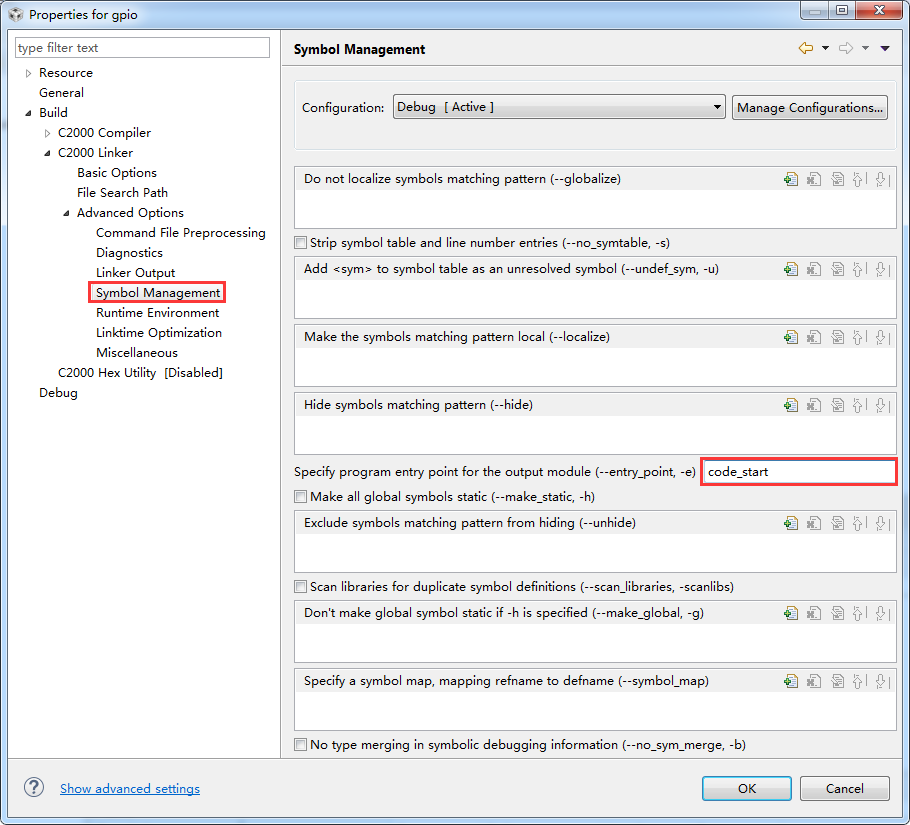 Properties for gpio
type filter text
Resource
General
Build
C2000 Compiler
C2000 Linker
Basic Options
File Search Path
Advanced Options
Command File Preprocessing
Diagnostics
Linker Output
Symbol Management
Runtime Environment
Linktime Optimization
Miscellaneous
C2000 Hex Utility [Disabled]
Debug
Symbol Management
Configuration: Debug [ Active ] Manage Configurations...
Do not localize symbols matching pattern (--globalize)
Strip symbol table and line number entries (--no_symtable, -s)
Add <sym> to symbol table as an unresolved symbol (--undef_sym, -u)
Make the symbols matching pattern local (--localize)
Hide symbols matching pattern (--hide)
Specify program entry point for the output module (--entry_point, -e) code_start
Make all global symbols static (--make_static, -h)
Exclude symbols matching pattern from hiding (--unhide)
Scan libraries for duplicate symbol definitions (--scan_libraries, -scanlibs)
Don't make global symbol static if -h is specified (--make_global, -g)
Specify a symbol map, mapping refname to defname (--symbol_map)
No type merging in symbolic debugging information (--no_sym_merge, -b)
? Show advanced settings OK Cancel